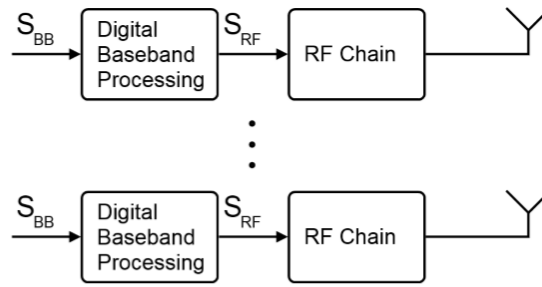 S_BB
Digital
Baseband
Processing
S_RF
RF Chain
S_BB
Digital
Baseband
Processing
S_RF
RF Chain